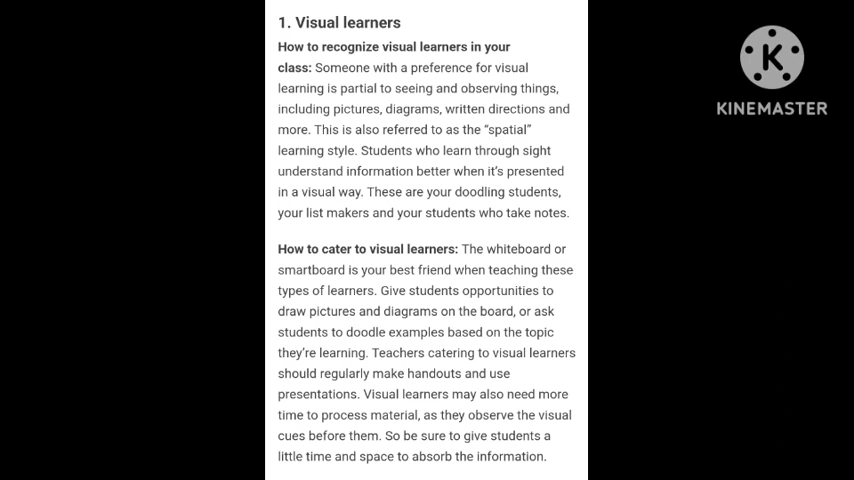 1. Visual learners
How to recognize visual learners in your
class: Someone with a preference for visual
learning is partial to seeing and observing things,
including pictures, diagrams, written directions and
more. This is also referred to as the “spatial”
learning style. Students who learn through sight
understand information better when it’s presented
in a visual way. These are your doodling students,
your list makers and your students who take notes.
How to cater to visual learners: The whiteboard or
smartboard is your best friend when teaching these
types of learners. Give students opportunities to
draw pictures and diagrams on the board, or ask
students to doodle examples based on the topic
they’re learning. Teachers catering to visual learners
should regularly make handouts and use
presentations. Visual learners may also need more
time to process material, as they observe the visual
cues before them. So be sure to give students a
little time and space to absorb the information.
K
KINEMASTER